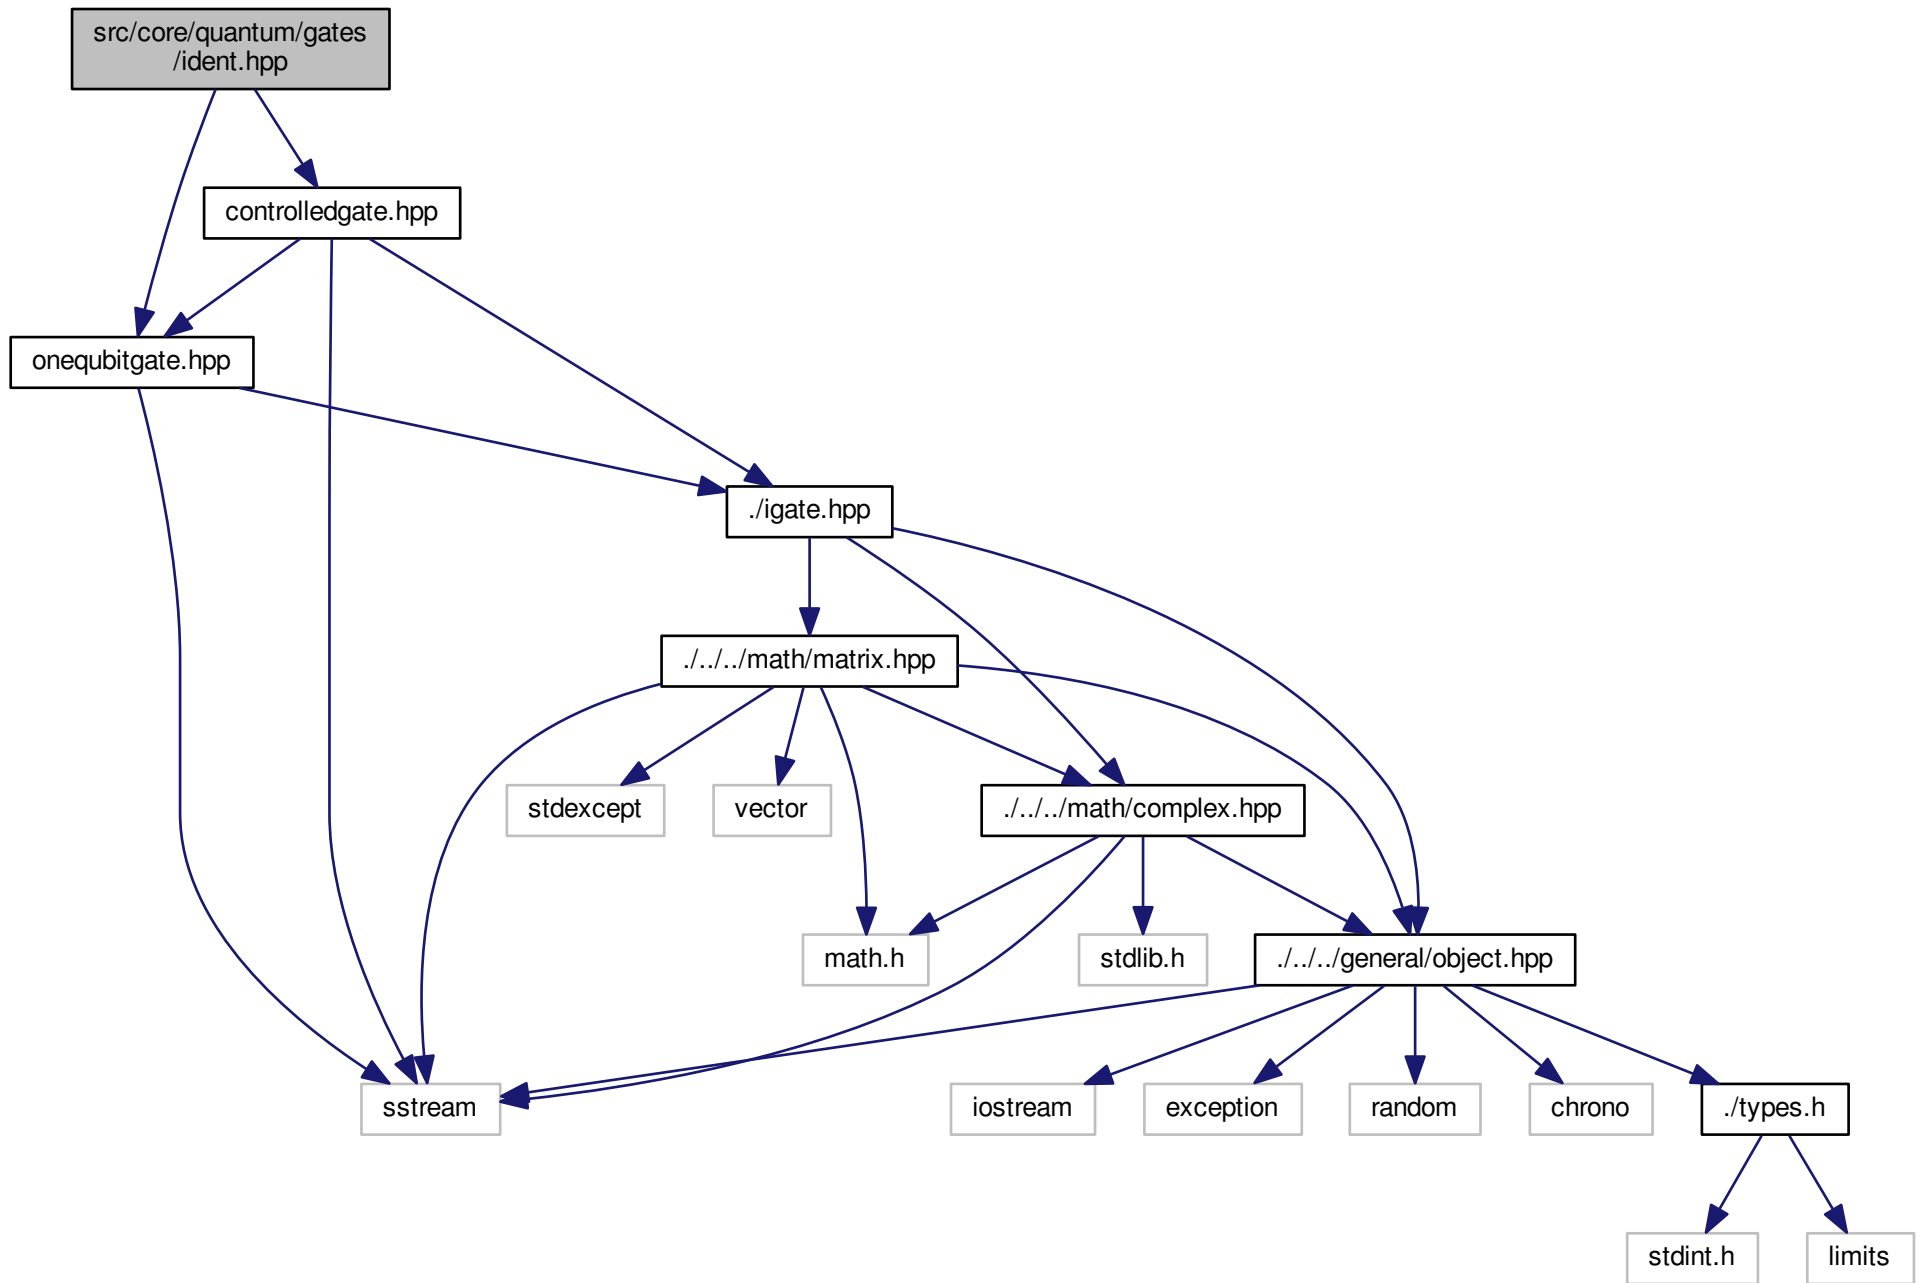 src/core/quantum/gates
/ident.hpp
controlledgate.hpp
onequbitgate.hpp
./igate.hpp
./../../math/matrix.hpp
stdexcept
vector
./../../math/complex.hpp
math.h
stdlib.h
./../../general/object.hpp
sstream
iostream
exception
random
chrono
./types.h
stdint.h
limits